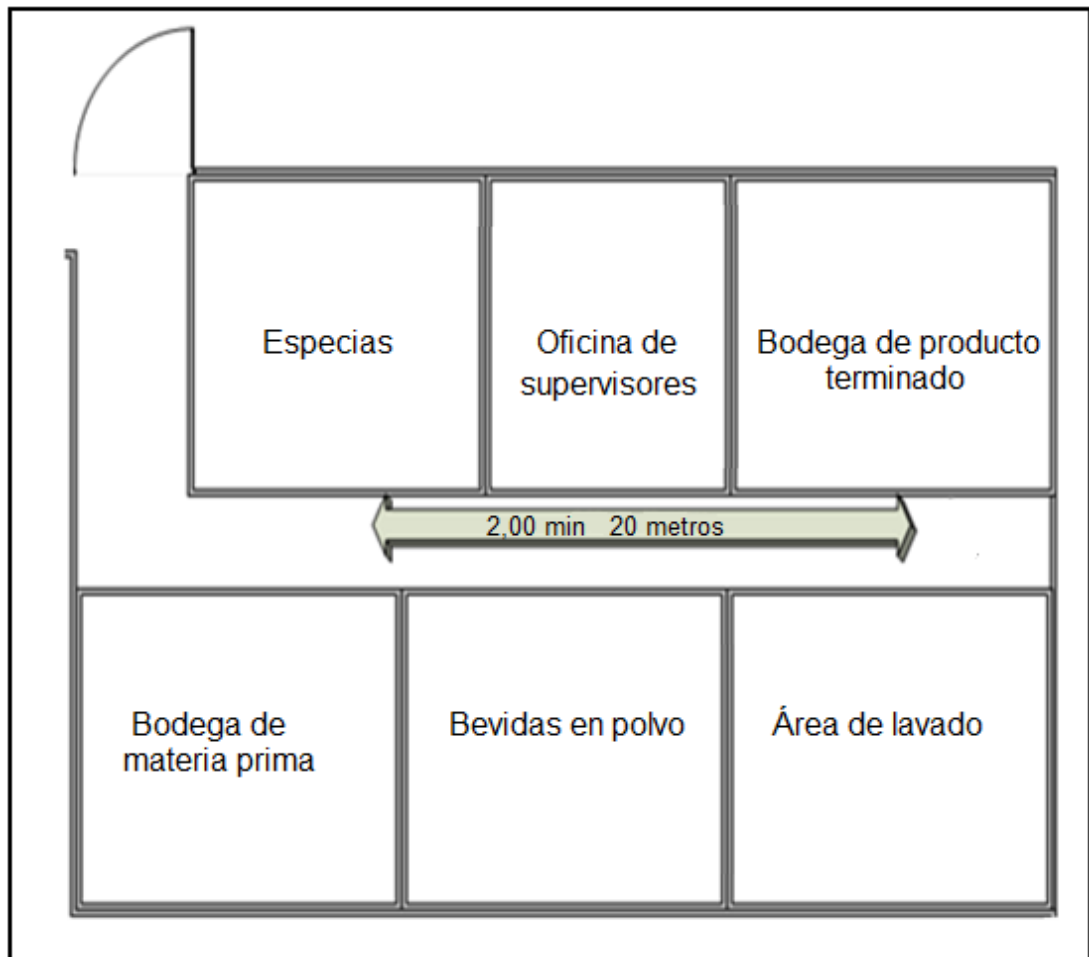 Especias
Oficina de
supervisores
Bodega de producto
terminado
2,00 min 20 metros
Bodega de
materia prima
Bevidas en polvo
Área de lavado